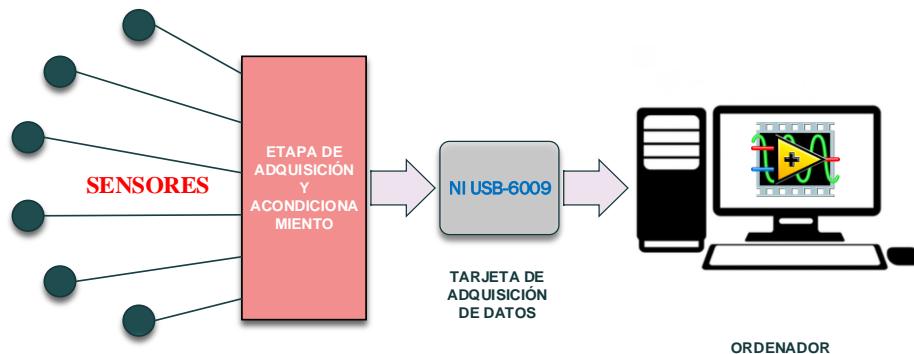 SENSORES
ETAPA DE
ADQUISICIÓN
Y
ACONDICIONA
MIENTO
NI USB-6009
TARJETA DE
ADQUISICIÓN
DE DATOS
ORDENADOR